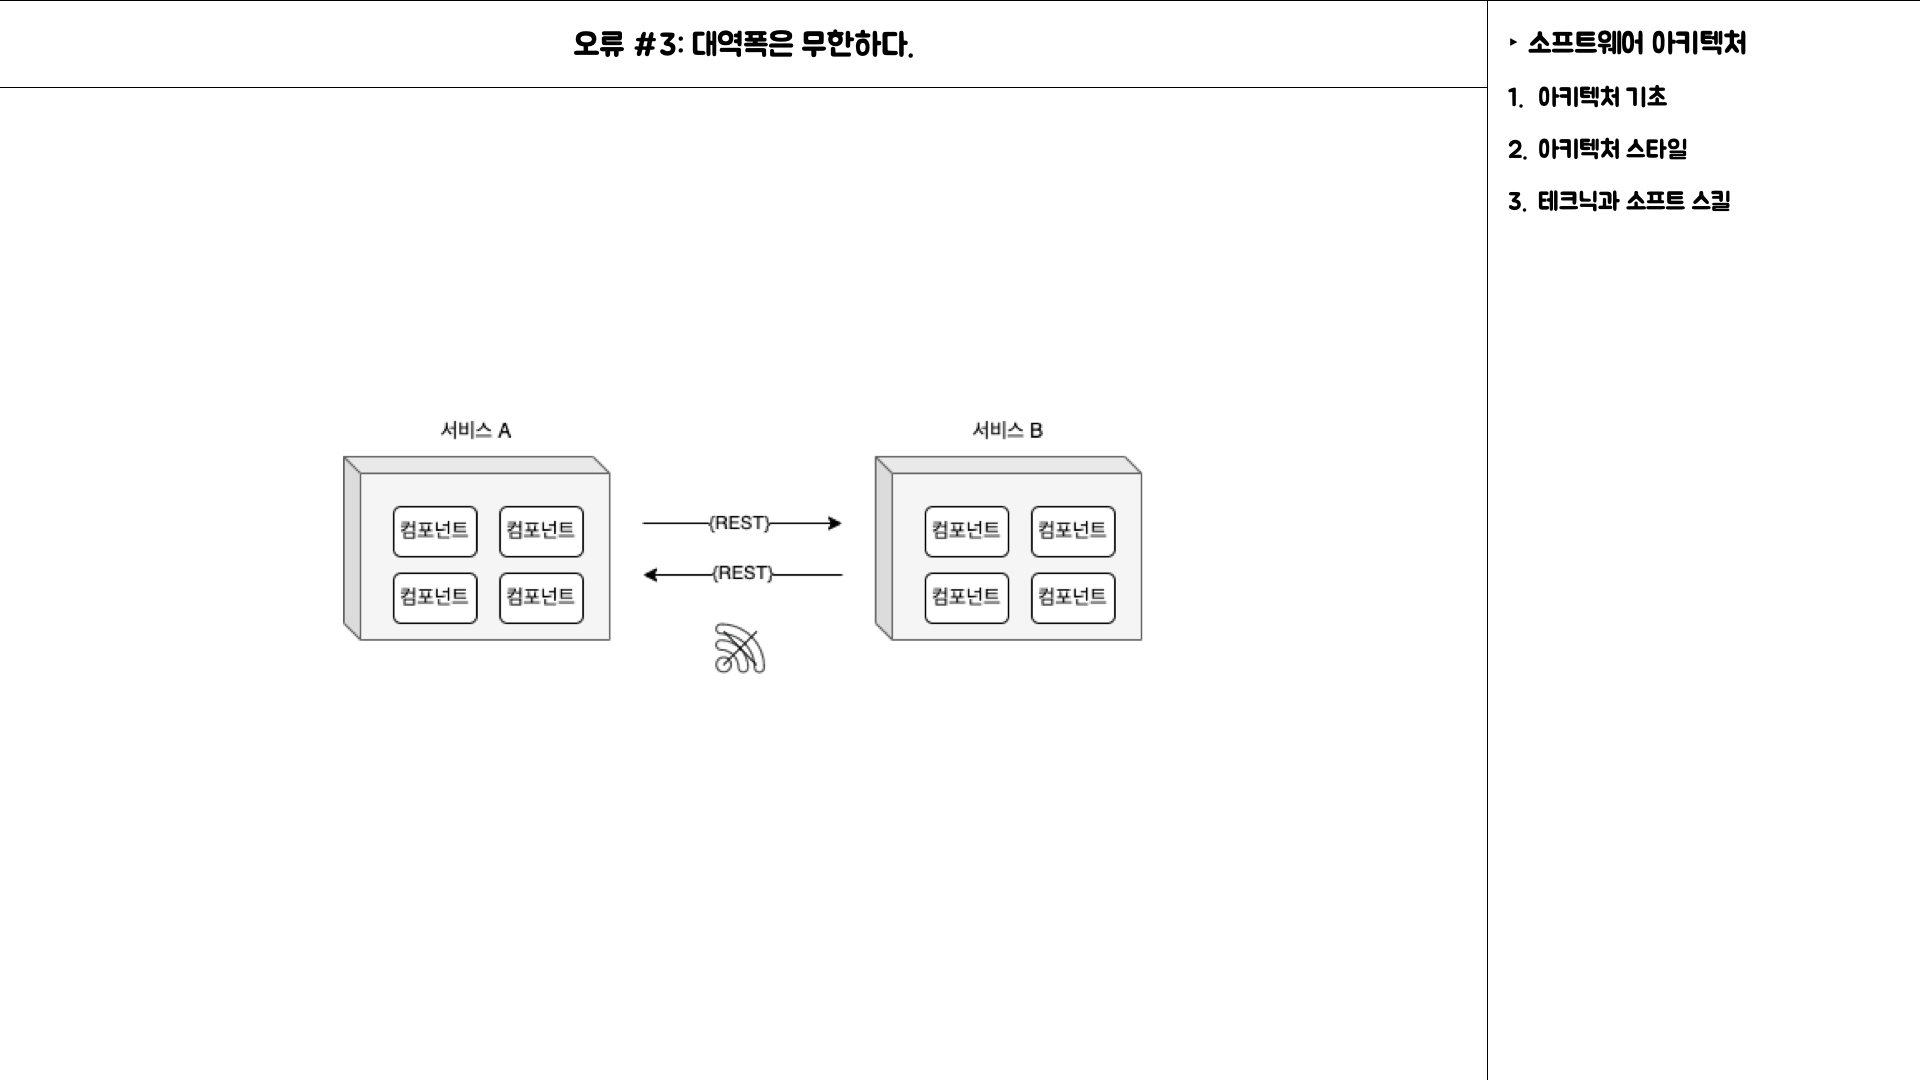 오류 #3: 대역폭은 무한하다.
‣ 소프트웨어 아키텍처
1. 아키텍처 기초
2. 아키텍처 스타일
3. 테크닉과 소프트 스킬
서비스 A
서비스 B
컴포넌트 컴포넌트
{REST}
컴포넌트 컴포넌트
컴포넌트 컴포넌트
{REST}
컴포넌트 컴포넌트